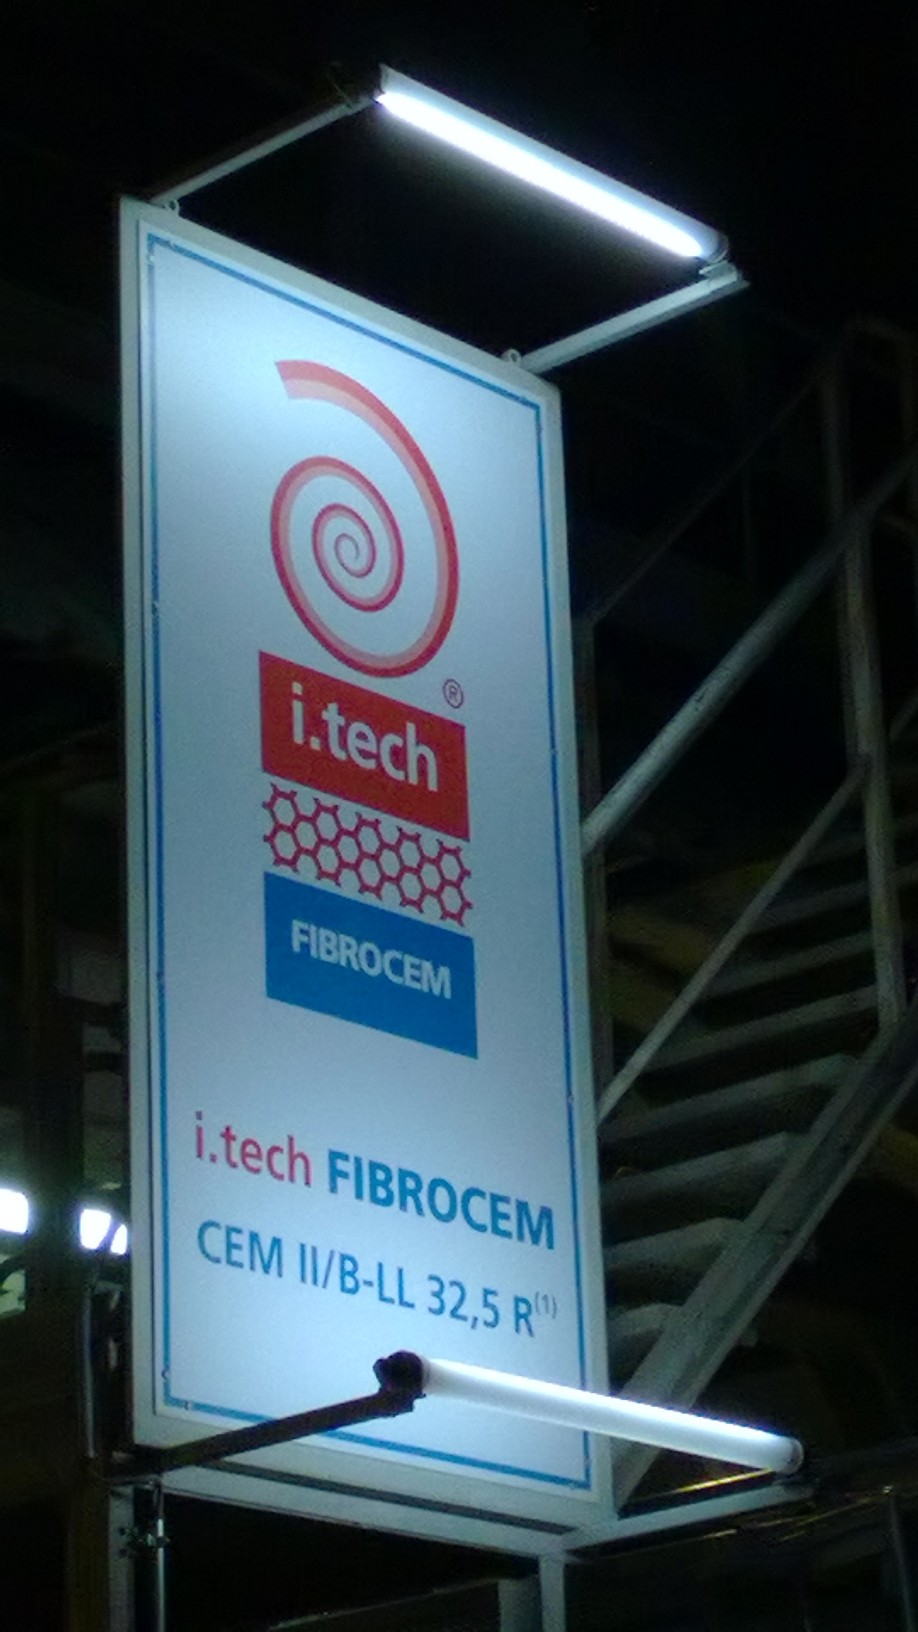 ®
i.tech
FIBROCEM
i.tech FIBROCEM
CEM II/B-LL 32,5 R(1)